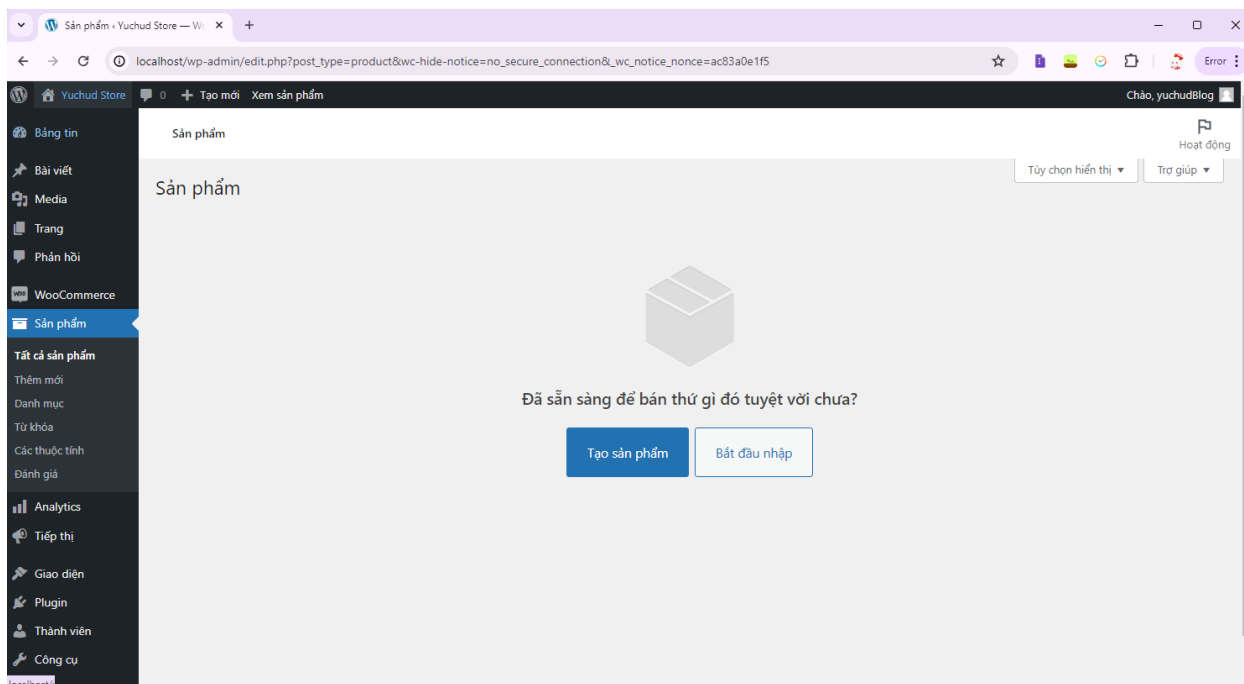 Sản phẩm ‹ Yuchud Store — W
localhost/wp-admin/edit.php?post_type=product&wc-hide-notice=no_secure_connection&_wc_notice_nonce=ac83a0e1f5
Error
Yuchud Store 0 + Tạo mới Xem sản phẩm
Chào, yuchudBlog
Bảng tin
Bài viết
Media
Trang
Phản hồi
WooCommerce
Sản phẩm
Tất cả sản phẩm
Thêm mới
Danh mục
Từ khóa
Các thuộc tính
Đánh giá
Analytics
Tiếp thị
Giao diện
Plugin
Thành viên
Công cụ
Sản phẩm
Hoạt động
Tùy chọn hiển thị ▼
Trợ giúp ▼
Sản phẩm
Đã sẵn sàng để bán thứ gì đó tuyệt vời chưa?
Tạo sản phẩm
Bắt đầu nhập